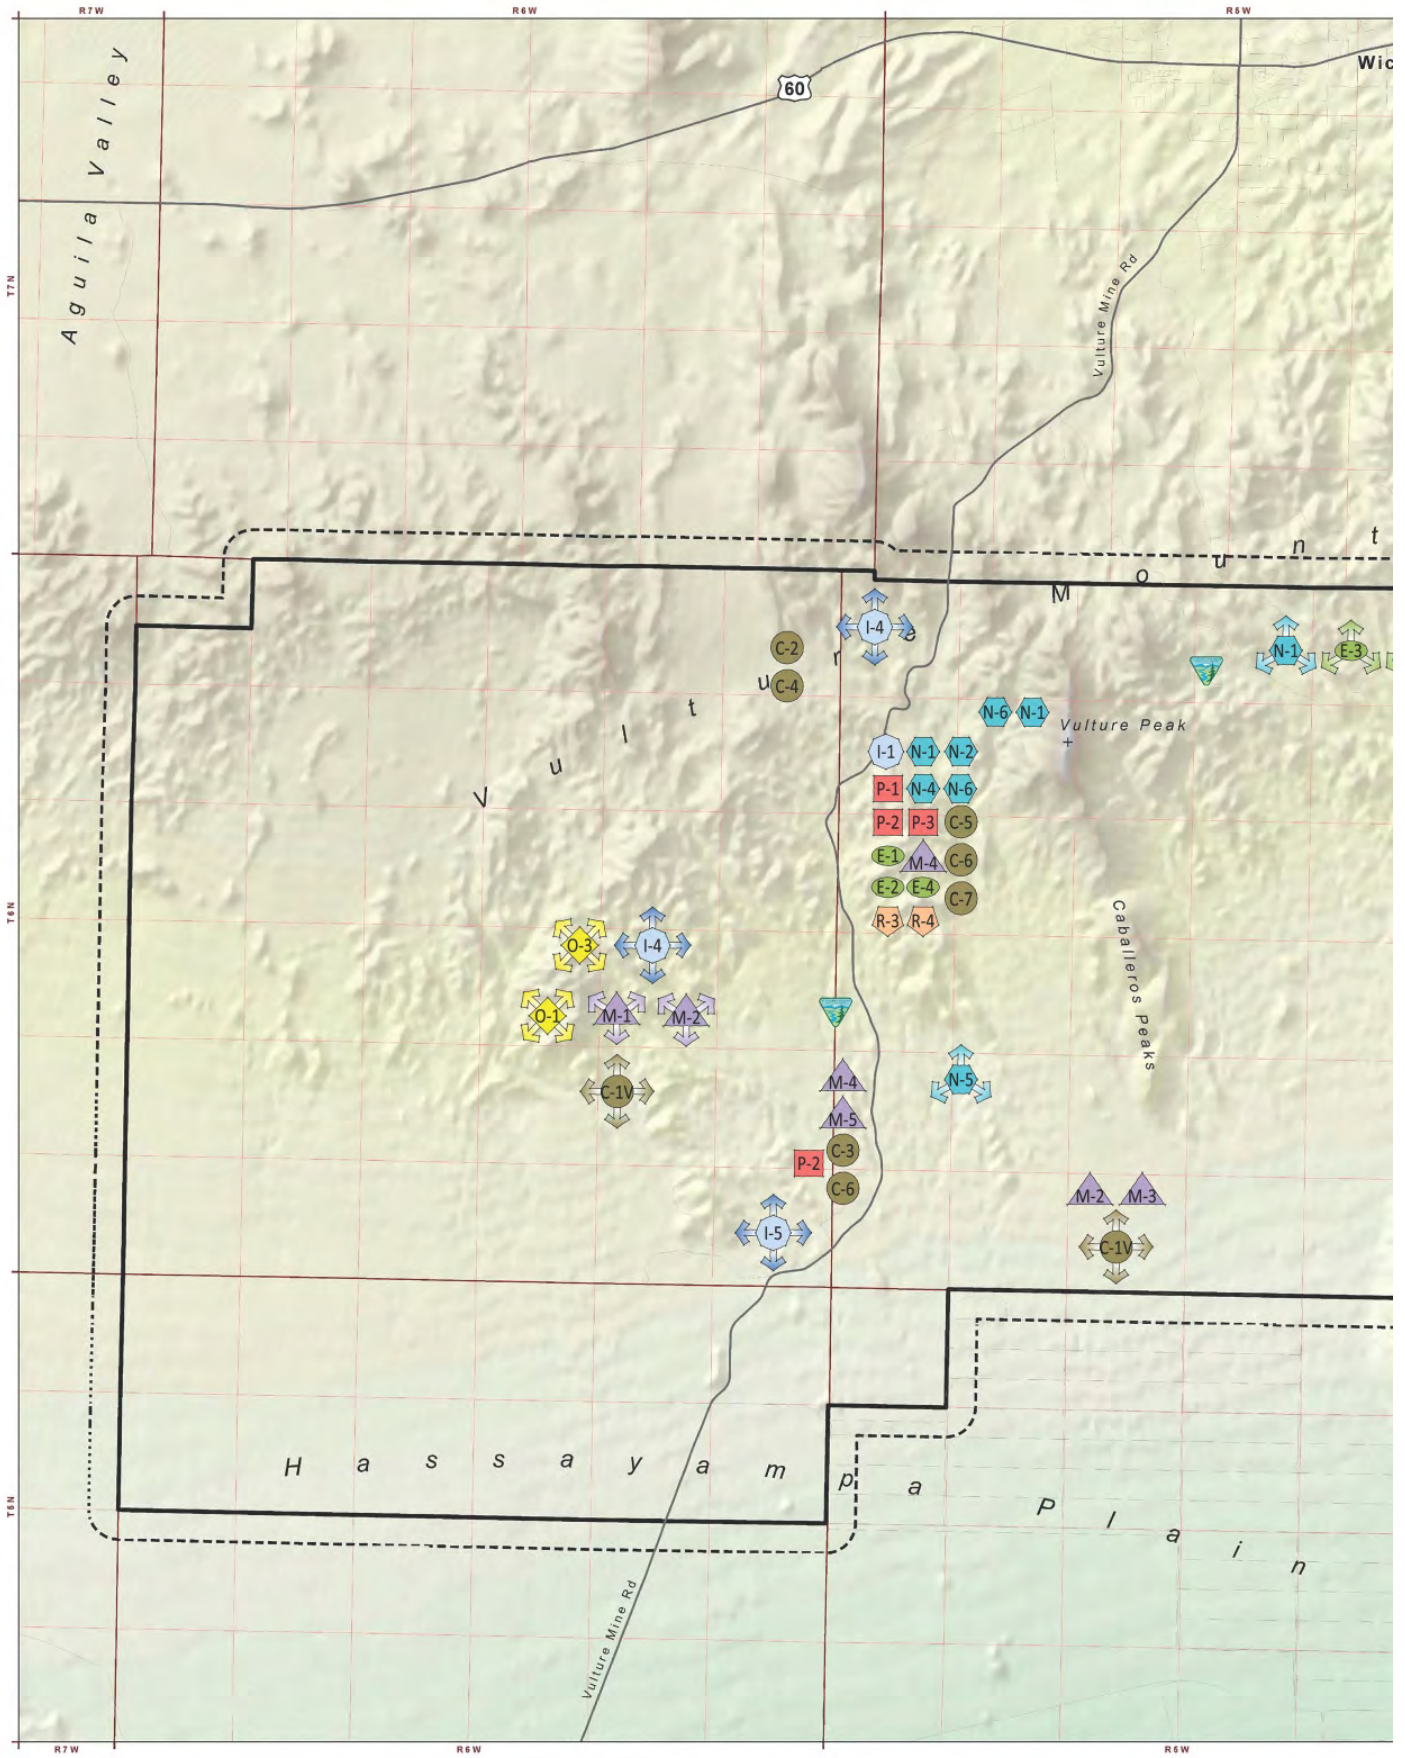 R7W R6W R5W
Wic
60
Aguila Valley
Vulture Mine Rd
T7N
Vulture Mount
I-4
C-2
C-4
N-1 E-3
N-6 N-1
Vulture Peak
I-1 N-1 N-2
P-1 N-4 N-6
P-2 P-3 C-5
E-1 M-4 C-6
E-2 E-4 C-7
R-3 R-4
T6N
Caballeros Peaks
O-3 I-4
O-1 M-1 M-2
C-1V
M-4
N-5
M-5
P-2 C-3
C-6
M-2 M-3
I-5
C-1V
Hassayampa Plain
T5N
Vulture Mine Rd
R7W R6W R5W